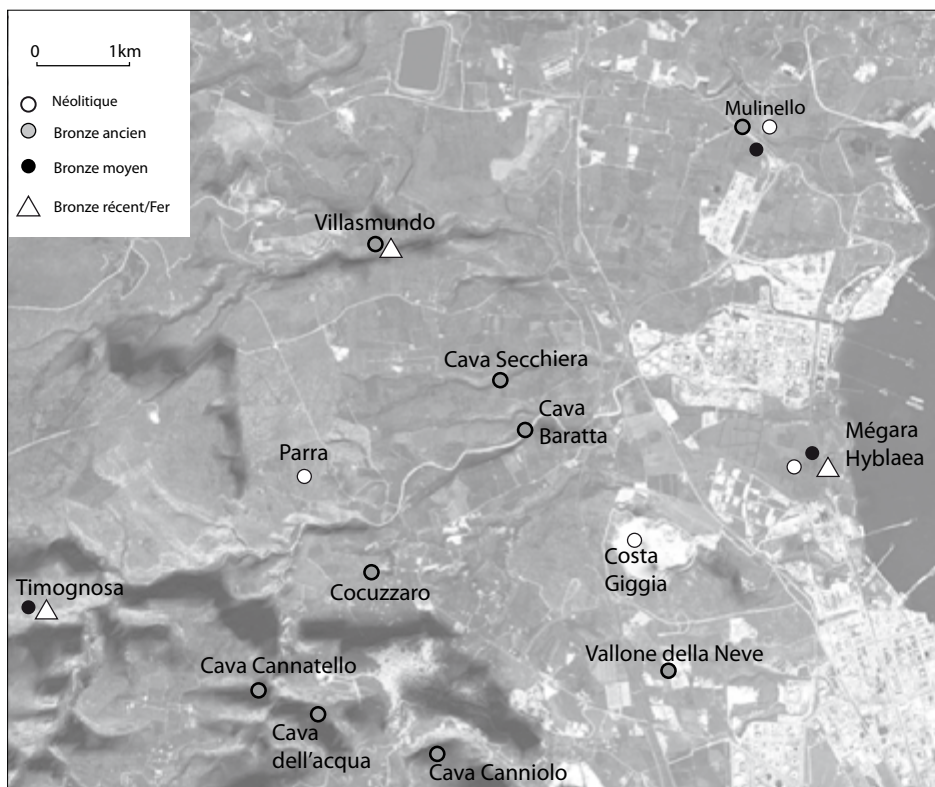 0 1km
Néolitique
Bronze ancien
Bronze moyen
Bronze récent/Fer
Mulinello
Villasmundo
Cava Secchiera
Cava
Baratta
Mégara
Hyblaea
Parra
Costa
Giggia
Timognosa
Cocuzzaro
Vallone della Neve
Cava Cannatello
Cava
dell'acqua
Cava Canniolo